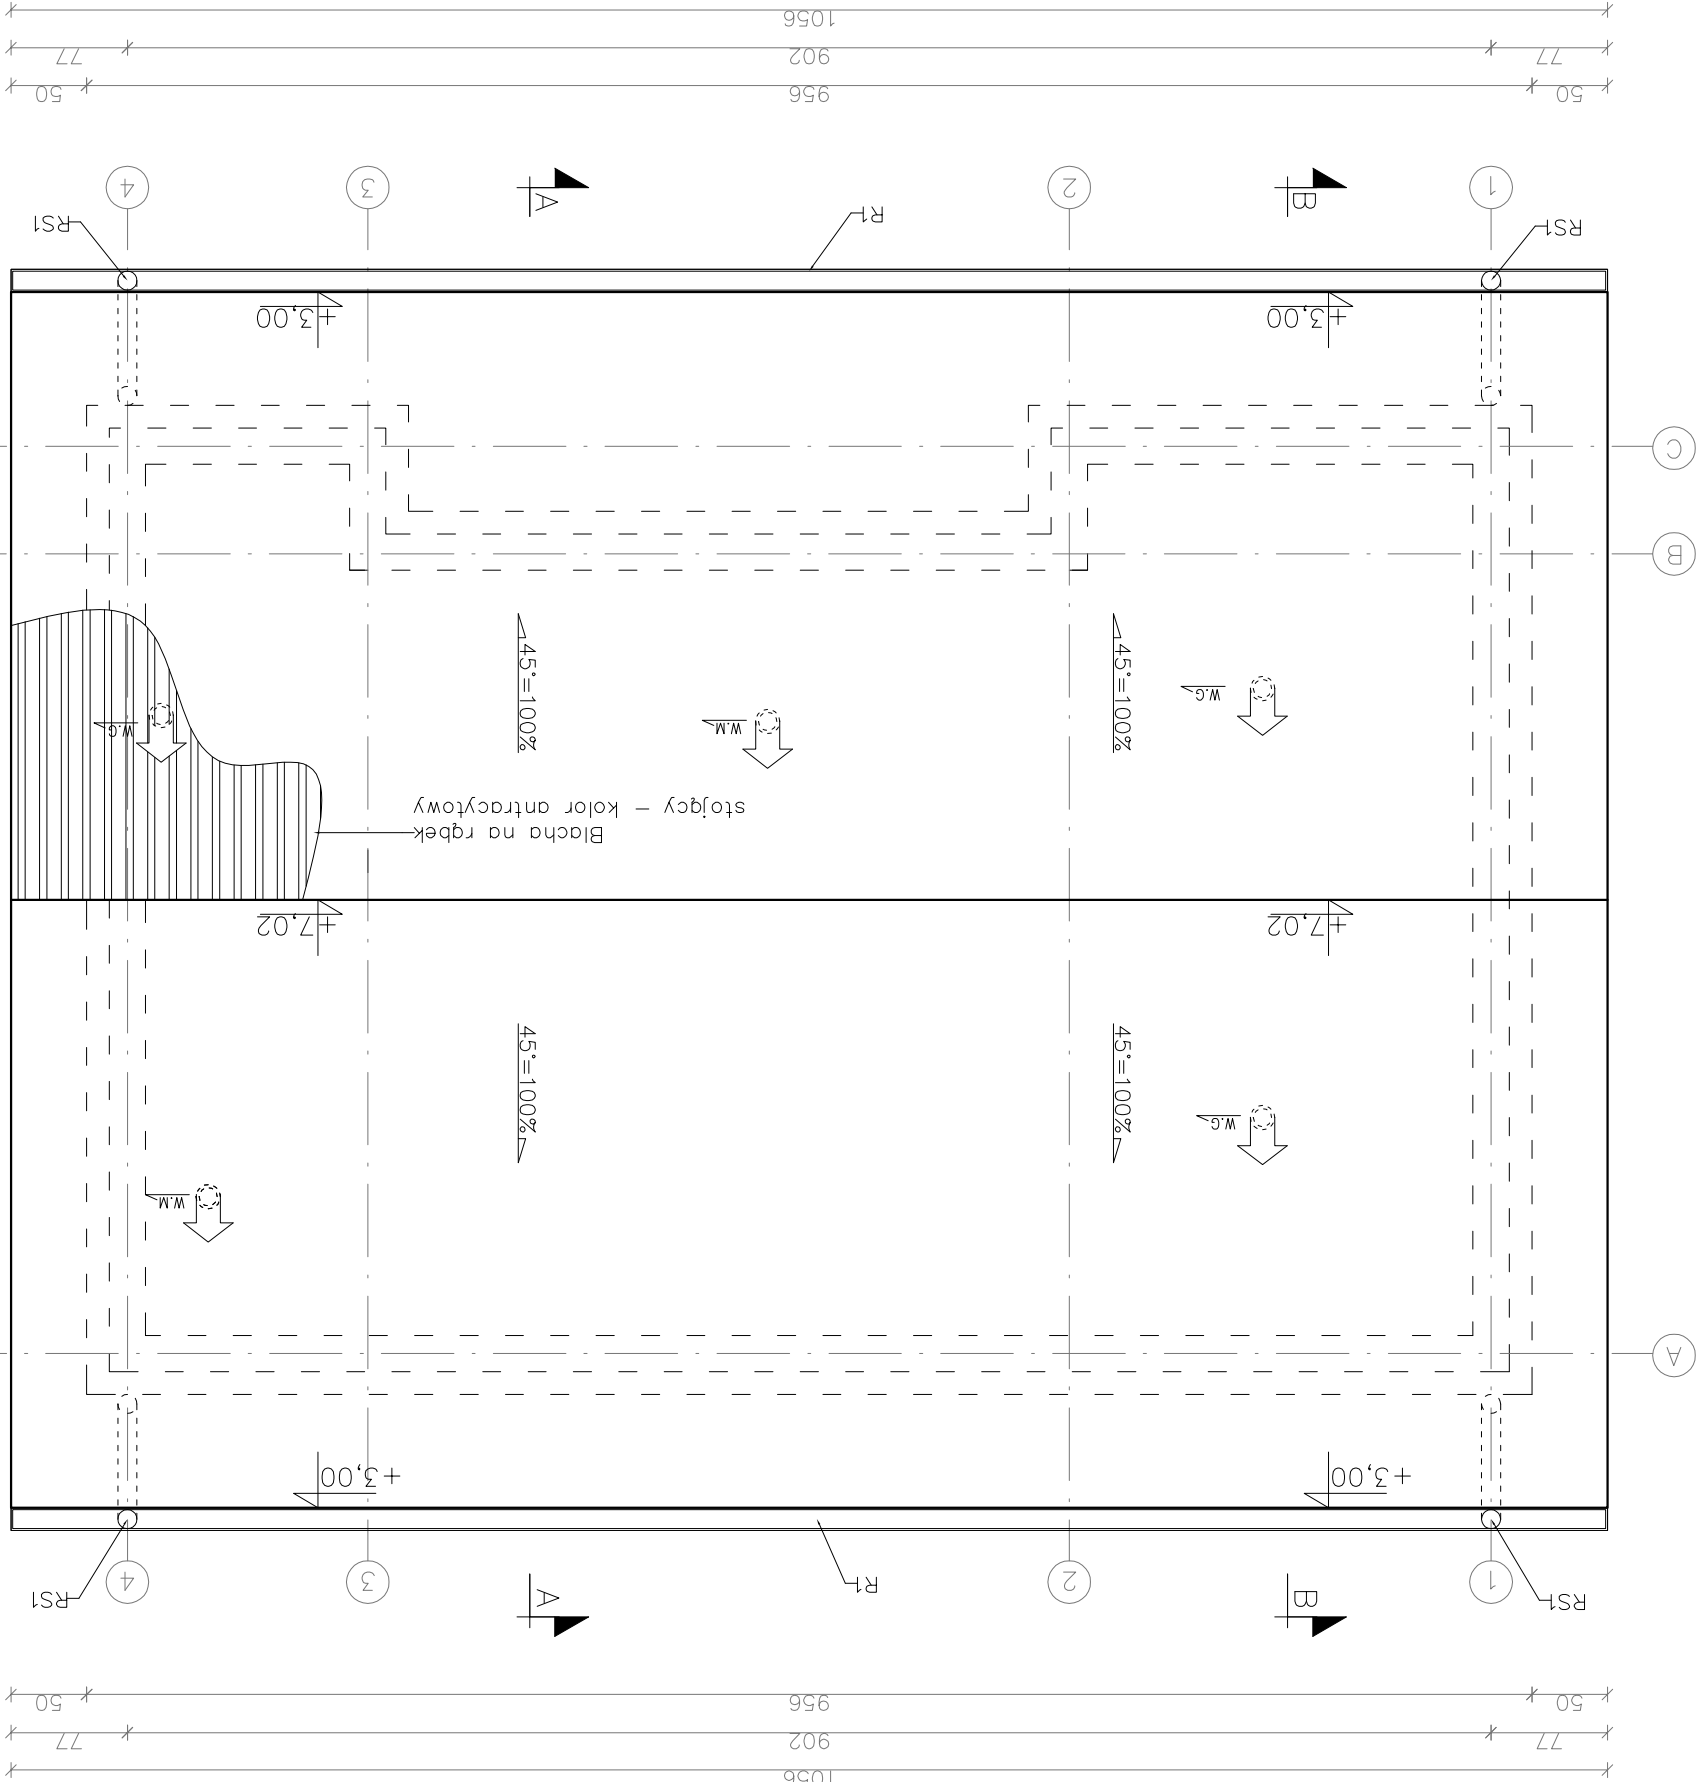 1056
77 902 77
50 956 50
B A
RS1 R1 RS1
1 2 3 4
+3,00 +3,00
A
W.M
W.G
45°=100% 45°=100%
+7,02 +7,02
Blacha na rąbek
stojący – kolor antracytowy
W.M W.G
W.G
45°=100% 45°=100%
B
C
+3,00 +3,00
RS1 R1 RS1
1 B 2 A 3 4
50 956 50
77 902 77
1056